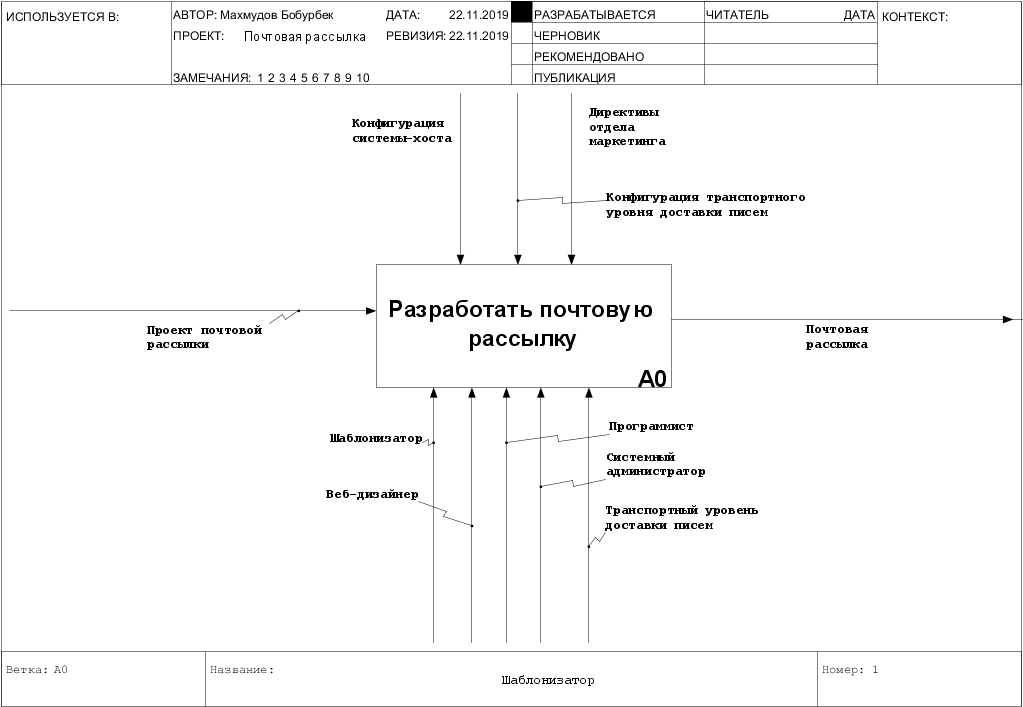 ИСПОЛЬЗУЕТСЯ В:
АВТОР: Махмудов Бобурбек
ДАТА: 22.11.2019
ПРОЕКТ: Почтовая рассылка
РЕВИЗИЯ: 22.11.2019
ЗАМЕЧАНИЯ: 1 2 3 4 5 6 7 8 9 10
РАЗРАБАТЫВАЕТСЯ
ЧЕРНОВИК
РЕКОМЕНДОВАНО
ПУБЛИКАЦИЯ
ЧИТАТЕЛЬ
ДАТА
КОНТЕКСТ:
Конфигурация
системы-хоста
Директивы
отдела
маркетинга
Конфигурация транспортного
уровня доставки писем
Проект почтовой
рассылки
Разработать почтовую
рассылку
А0
Почтовая
рассылка
Шаблонизатор
Программист
Системный
администратор
Веб-дизайнер
Транспортный уровень
доставки писем
Ветка: А0
Название:
Шаблонизатор
Номер: 1